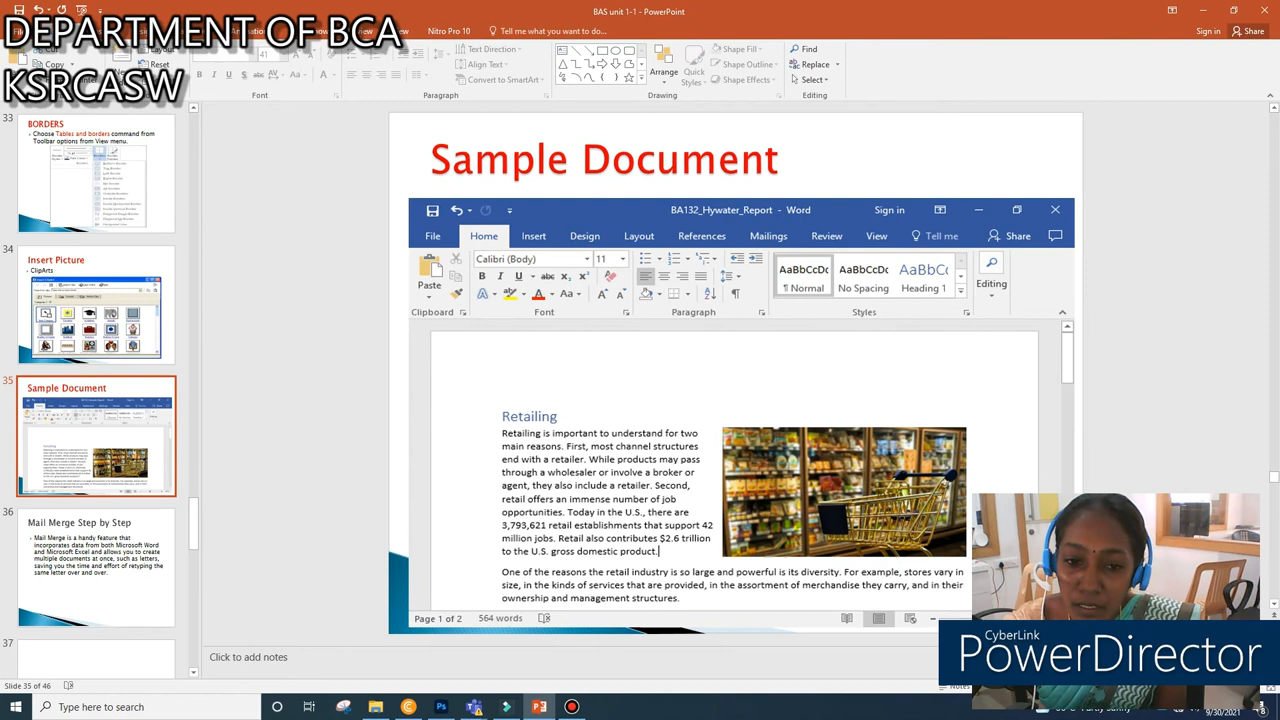 BAS unit 1-1 - PowerPoint
DEPARTMENT OF BCA
KSRCASW
Nitro Pro 10
Tell me what you want to do...
Sign in
Share
Copy
Reset
41
Text Direction
Align Text
Convert to SmartArt
Arrange
Quick
Styles
Shape Fill
Shape Outline
Shape Effects
Find
Replace
Select
Font
Paragraph
Drawing
Editing
33
BORDERS
Choose Tables and borders command from
Toolbar options from View menu.
34
Insert Picture
ClipArts
35
Sample Document
36
Mail Merge Step by Step
Mail Merge is a handy feature that
incorporates data from both Microsoft
Word and Microsoft Excel and allows you to create
multiple documents at once, such as letters,
saving you the time and effort of retyping the
same letter over and over.
37
Sample Document
BA132_Hywater_Report - Word
Sign in
File
Home
Insert
Design
Layout
References
Mailings
Review
View
Tell me
Share
Paste
Calibri (Body)
11
AaBbCcDc
¶ Normal
AaBbCcDc
No Spacing
AaBbCc
Heading 1
Editing
Clipboard
Font
Paragraph
Styles
Retailing
Retailing is important to understand for two
main reasons. First, most channel structures
end with a retailer. While products may pass
through a wholesaler or involve a broker or
agent, they also include a retailer. Second,
retail offers an immense number of job
opportunities. Today in the U.S., there are
3,793,621 retail establishments that support 42
million jobs. Retail also contributes $2.6 trillion
to the U.S. gross domestic product.
One of the reasons the retail industry is so large and powerful is its diversity. For example, stores vary in
size, in the kinds of services that are provided, in the assortment of merchandise they carry, and in their
ownership and management structures.
Page 1 of 2
564 words
Click to add notes
CyberLink
PowerDirector
Slide 35 of 46
Notes
Type here to search
9/30/2021
8